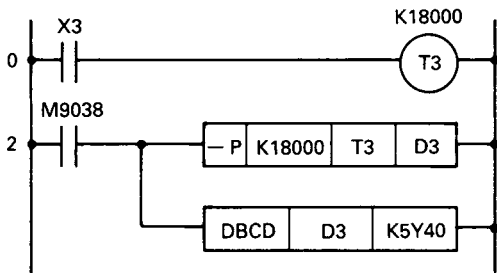 K18000
X3
0
T3
M9038
2
— P K18000 T3 D3
DBCD D3 K5Y40